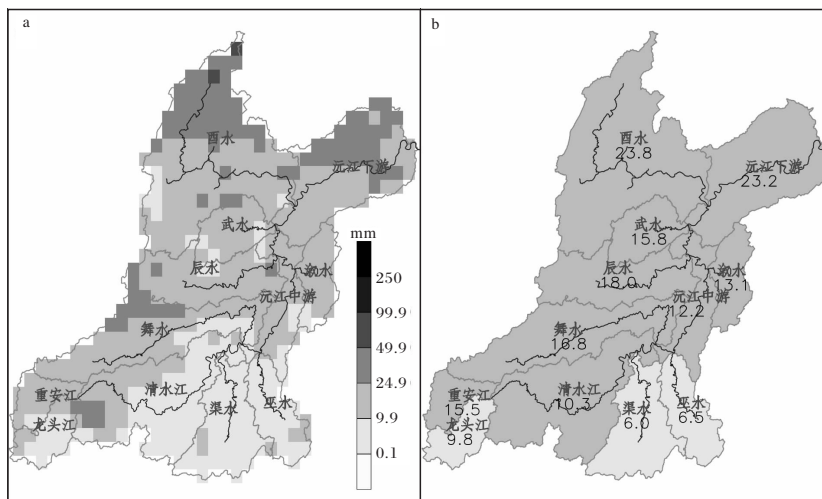 a
酉水
沅江下游
武水
辰水
溆水
沅江中游
舞水
重安江
清水江
龙头江
渠水
巫水
mm
250
99.9
49.9
24.9
9.9
0.1
b
酉水
23.8
沅江下游
23.2
武水
15.8
辰水
18.0
溆水
13.1
沅江中游
12.2
舞水
16.8
重安江
15.5
清水江
10.3
龙头江
9.8
渠水
6.0
巫水
6.5